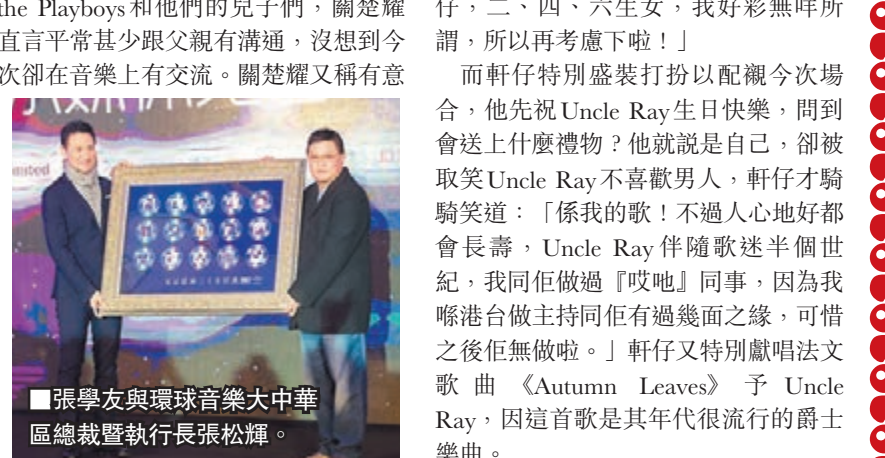 the Playboys和他們的兒子們，關楚耀
直言平常甚少跟父親有溝通，沒想到今
次卻在音樂上有交流。關楚耀又稱有意
■張學友與環球音樂大中華
區總裁暨執行長張松輝。
仔，二、四、六生女，我好彩無咩所
謂，所以再考慮下啦！」
而軒仔特別盛裝打扮以配襯今次場
合，他先祝Uncle Ray生日快樂，問到
會送上什麼禮物？他就説是自己，卻被
取笑Uncle Ray不喜歡男人，軒仔才騎
騎笑道：「係我的歌！不過人心地好都
會長壽，Uncle Ray伴隨歌迷半個世
紀，我同佢做過『哎吔』同事，因為我
喺港台做主持同佢有過幾面之緣，可惜
之後佢無做啦。」軒仔又特別獻唱法文
歌曲《Autumn Leaves》予Uncle
Ray，因這首歌是其年代很流行的爵士
樂曲。